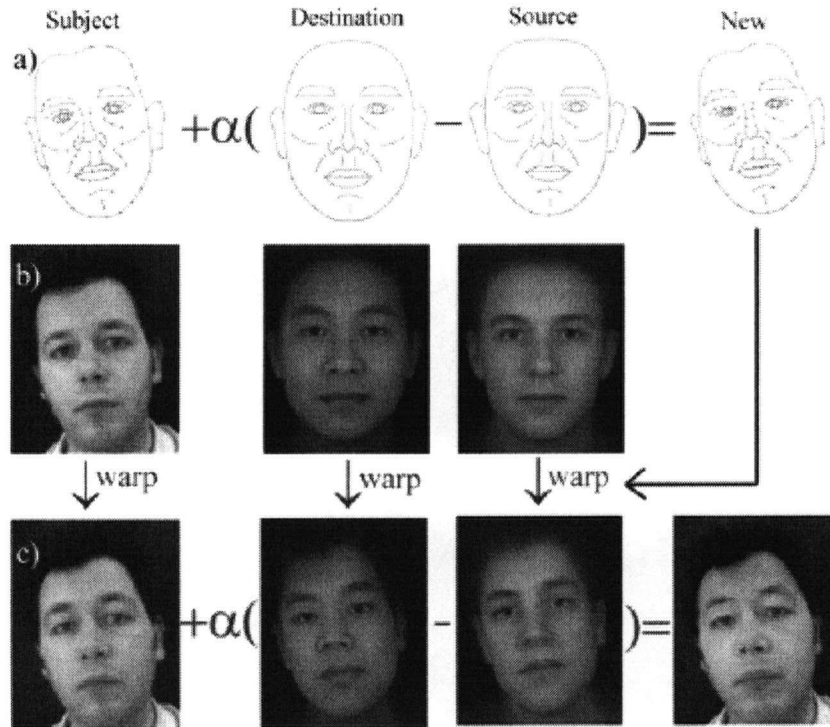 Subject Destination Source New
a) +α( − )=
b)
warp warp warp
c) +α( - )=